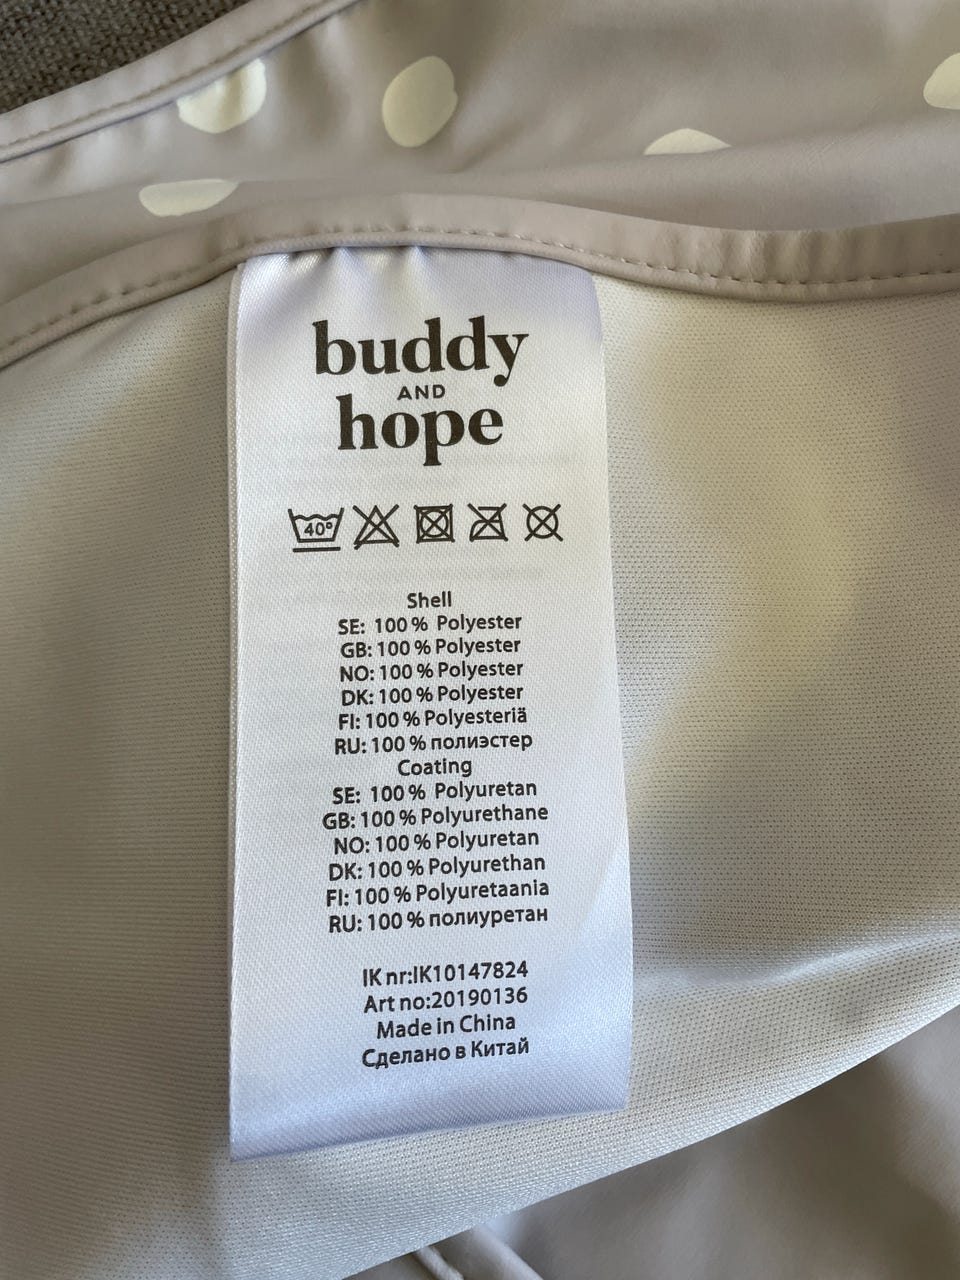 buddy
AND
hope
40°
Shell
SE: 100 % Polyester
GB: 100 % Polyester
NO: 100 % Polyester
DK: 100 % Polyester
FI: 100 % Polyesteriä
RU: 100 % полиэстер
Coating
SE: 100 % Polyuretan
GB: 100 % Polyurethane
NO: 100 % Polyuretan
DK: 100 % Polyurethan
FI: 100 % Polyuretaania
RU: 100 % полиуретан
IK nr:IK10147824
Art no:20190136
Made in China
Сделано в Китай